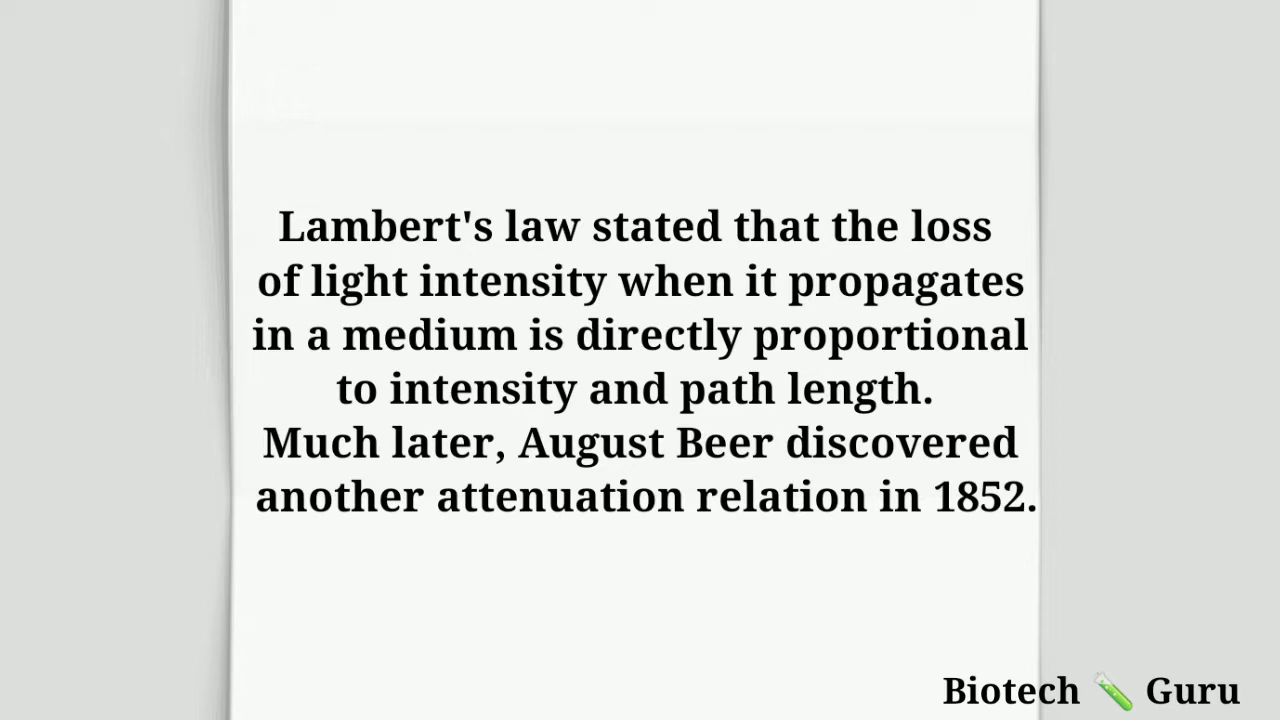 Lambert's law stated that the loss
of light intensity when it propagates
in a medium is directly proportional
to intensity and path length.
Much later, August Beer discovered
another attenuation relation in 1852.
Biotech 🧪 Guru